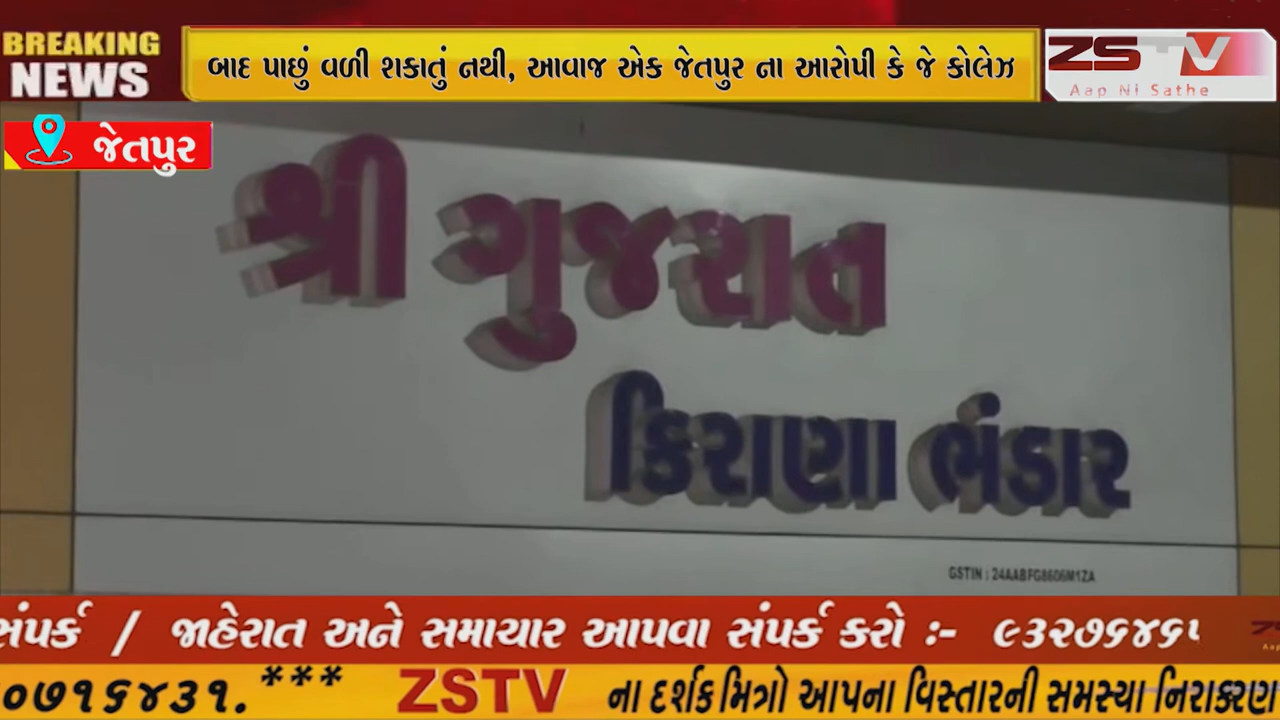 BREAKING NEWS
બાદ પાછું વળી શકાતું નથી, આવાજ એક જેતપુર ના આરોપી કે જે કોલેઝ
ZSTV
Aap Ni Sathe
જેતપુર
શ્રી ગુજરાત
કિરાણા ભંડાર
GSTIN : 24AABFG8606M1ZA
સંપર્ક / જાહેરાત અને સમાચાર આપવા સંપર્ક કરો :- ૯૩૨૭૬૪૬
૦૭૧૬૪૩૧.*** ZSTV ના દર્શક મિત્રો આપના વિસ્તારની સમસ્યા નિરાકરણ